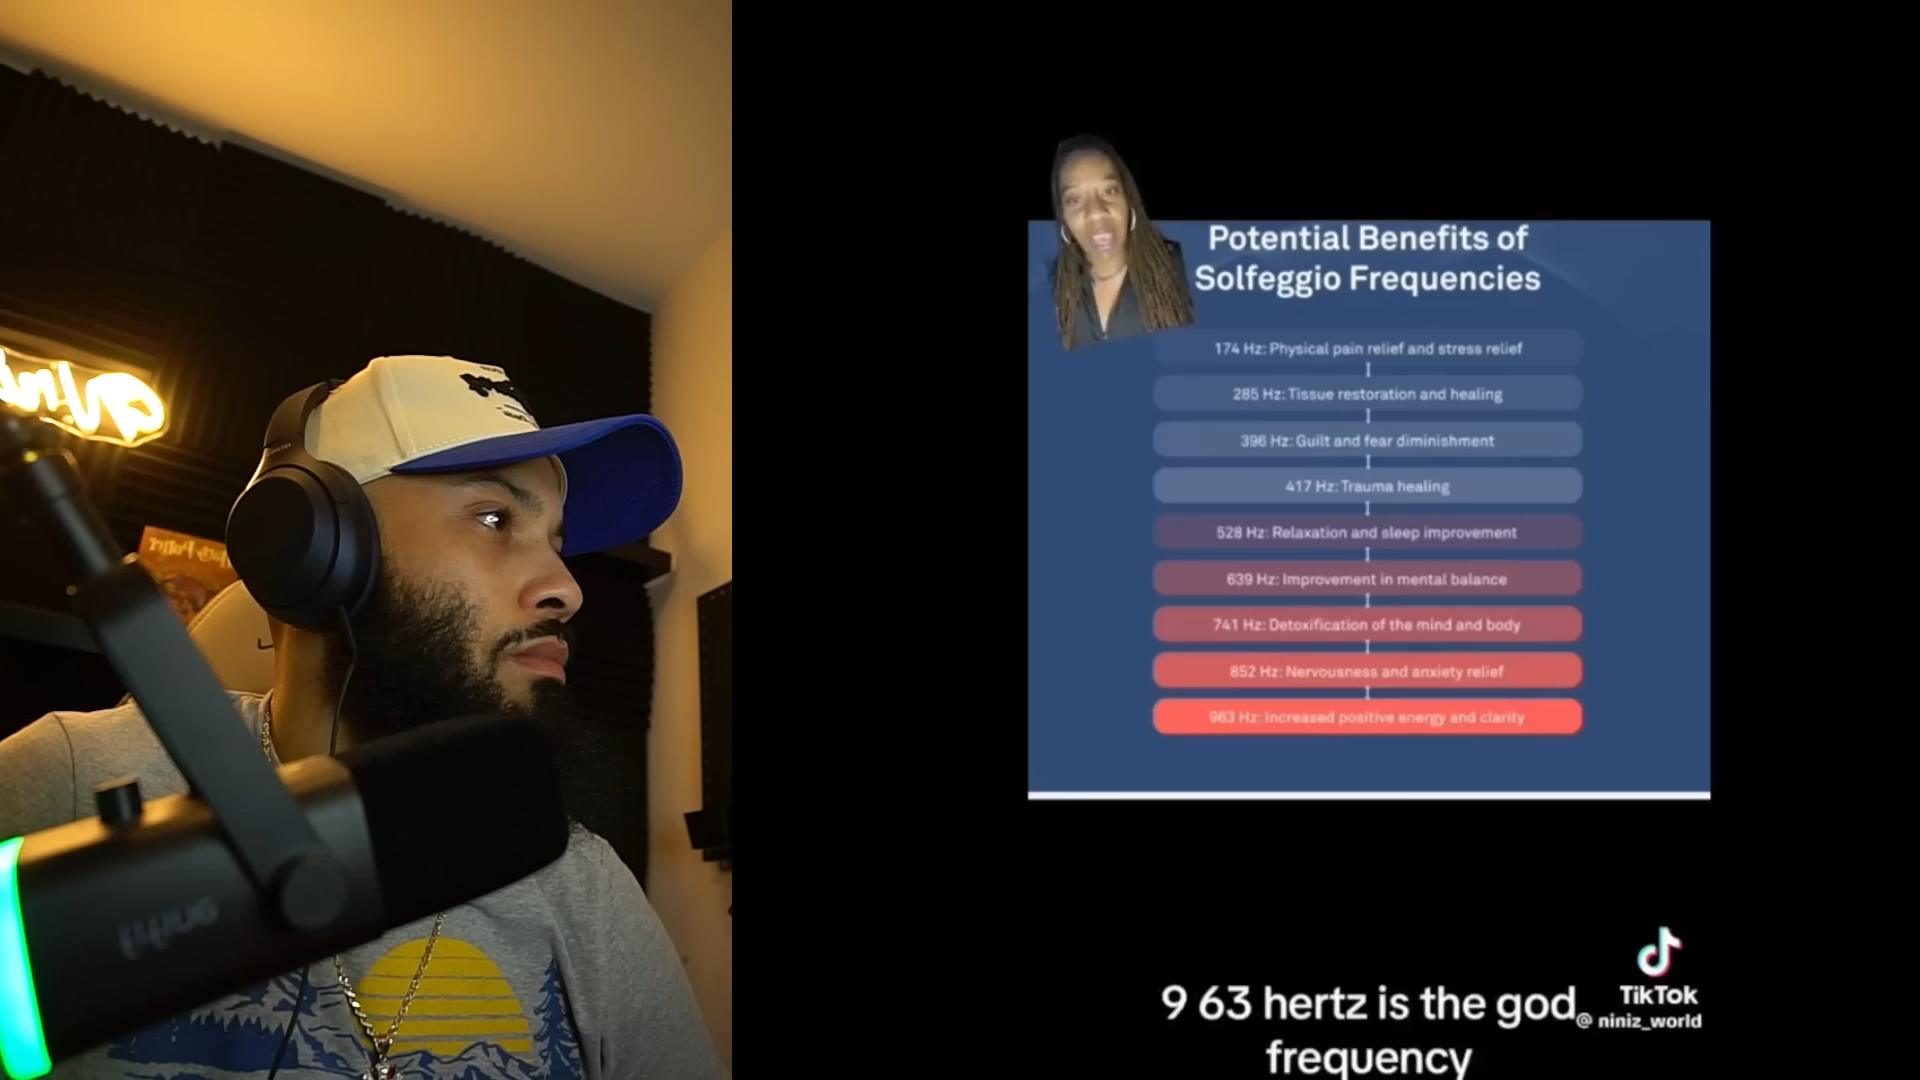 Potential Benefits of
Solfeggio Frequencies
174 Hz: Physical pain relief and stress relief
285 Hz: Tissue restoration and healing
396 Hz: Guilt and fear diminishment
417 Hz: Trauma healing
528 Hz: Relaxation and sleep improvement
639 Hz: Improvement in mental balance
741 Hz: Detoxification of the mind and body
852 Hz: Nervousness and anxiety relief
963 Hz: Increased positive energy and clarity
9 63 hertz is the god
frequency
TikTok
@ niniz_world
Harry Potter